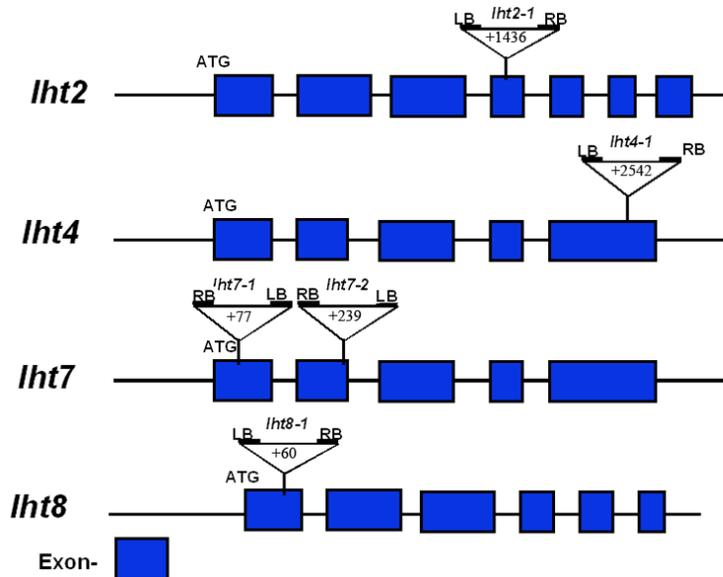 LB lht2-1 RB
+1436
ATG
lht2
LB lht4-1 RB
+2542
ATG
lht4
RB lht7-1 LB RB lht7-2 LB
+77 +239
ATG
lht7
LB lht8-1 RB
+60
ATG
lht8
Exon-